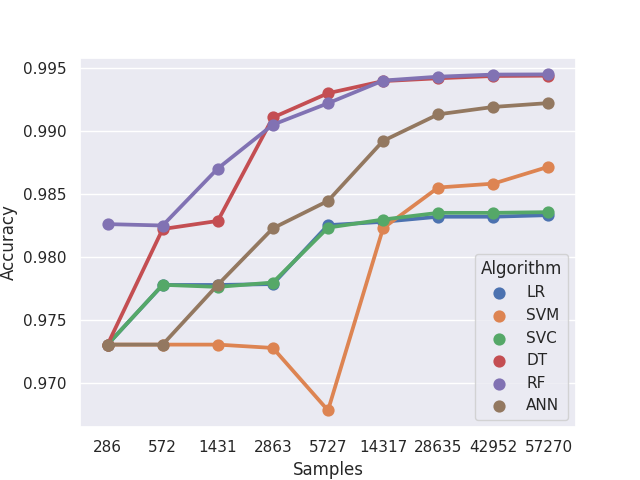 0.995
0.990
0.985
0.980
0.975
0.970
Accuracy
286 572 1431 2863 5727 14317 28635 42952 57270
Samples
Algorithm
LR
SVM
SVC
DT
RF
ANN